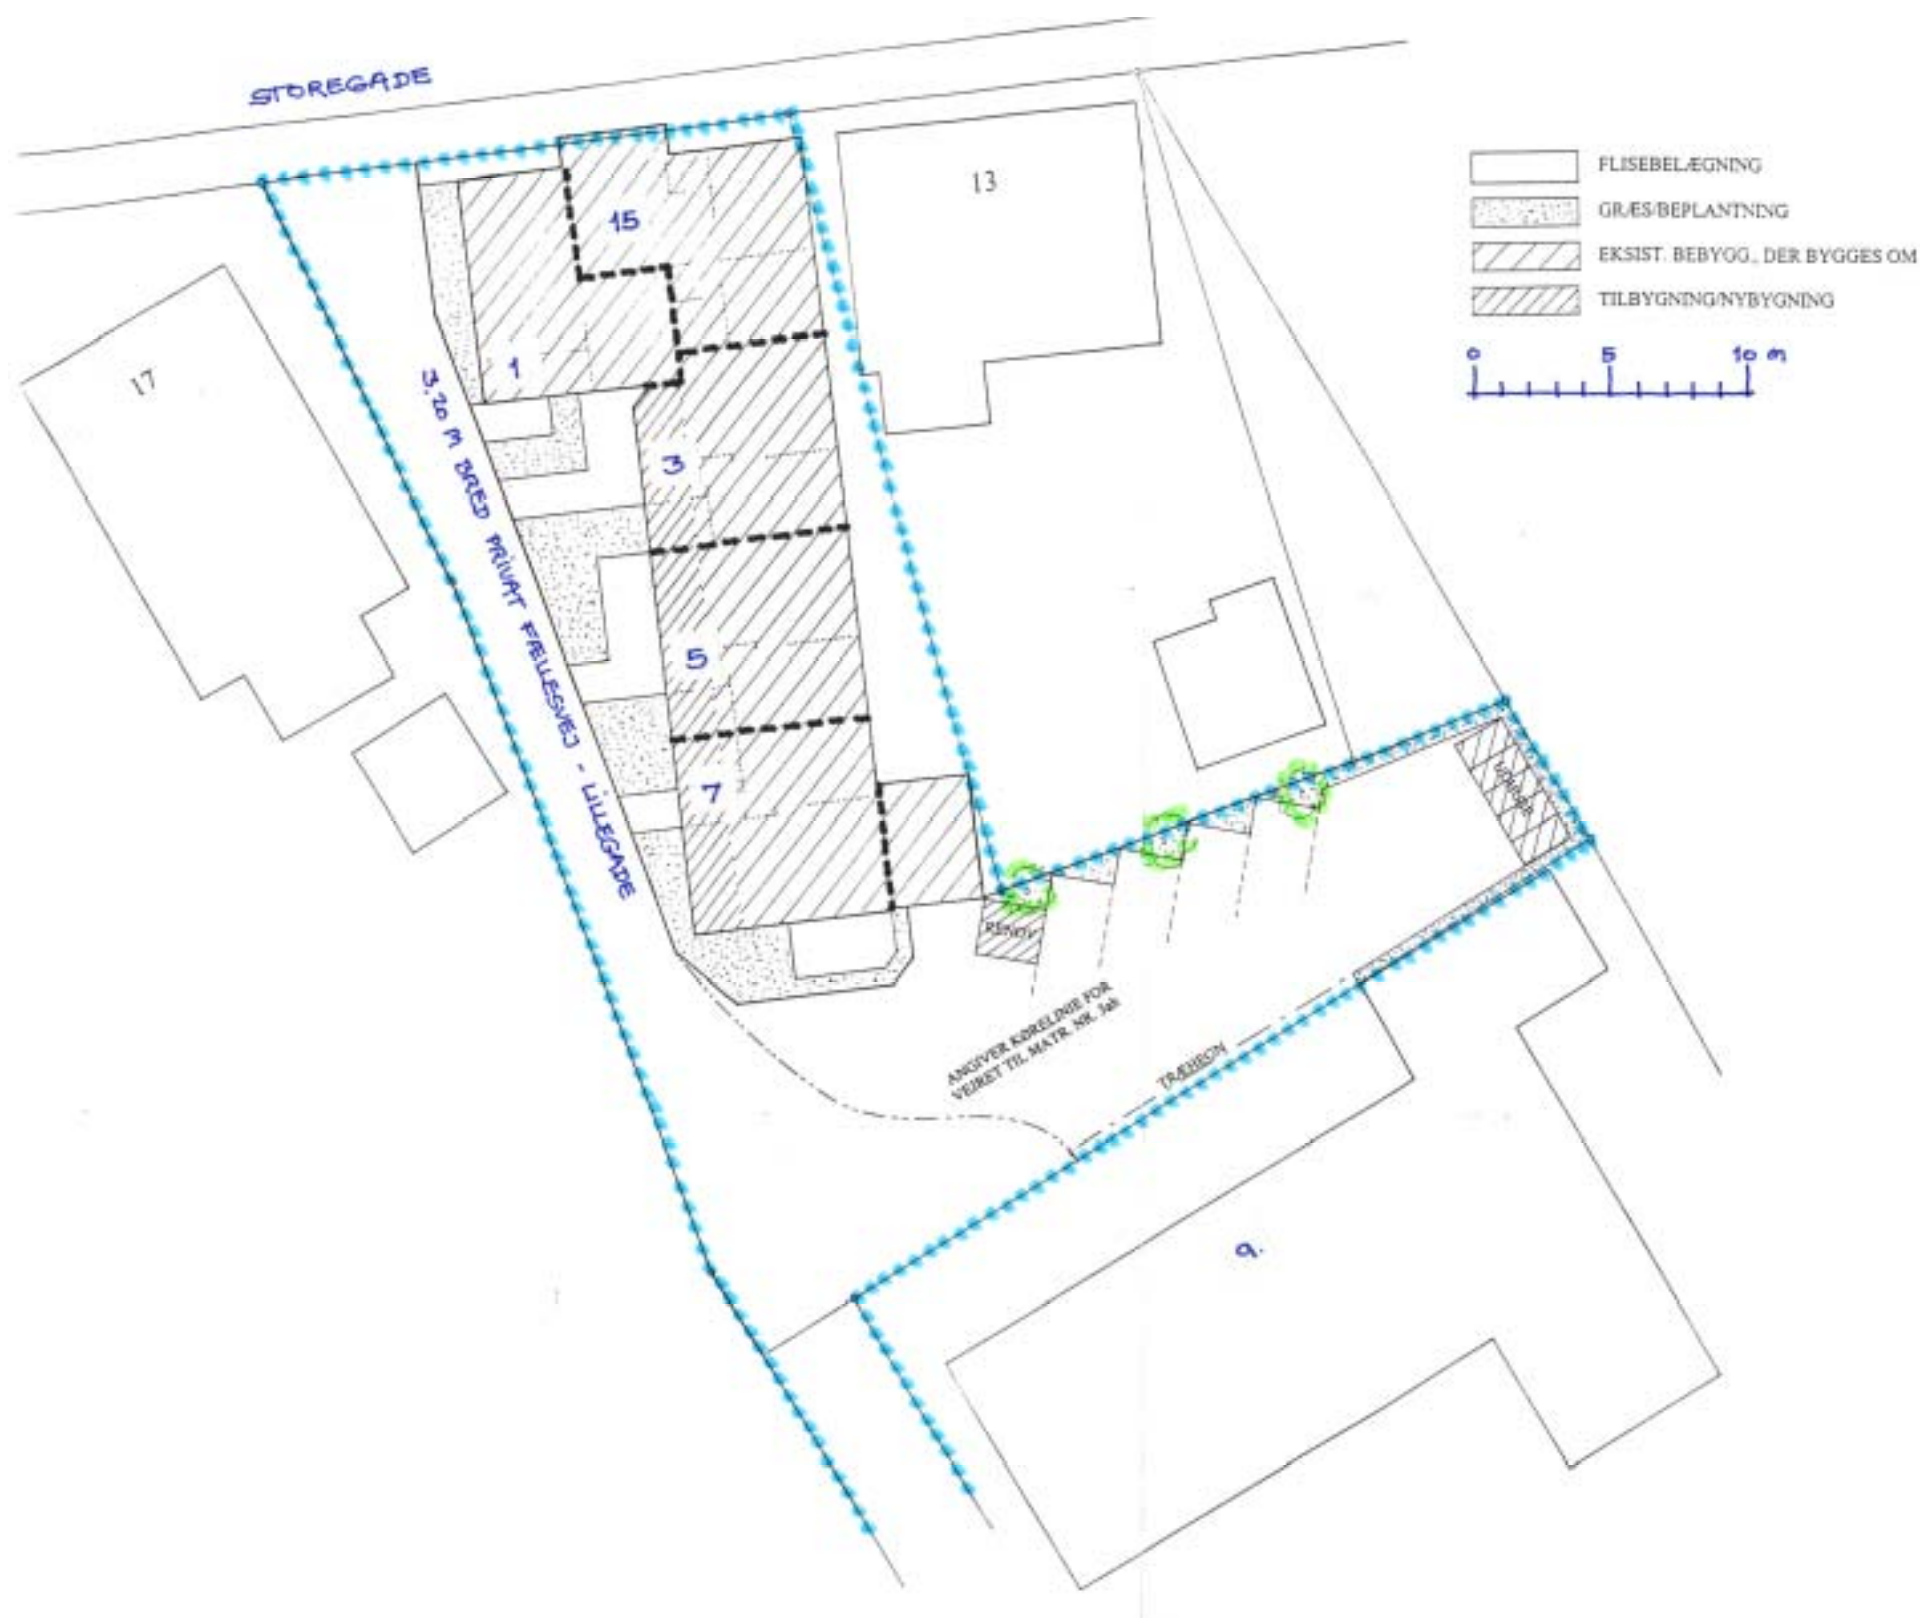 STOREGADE
13
FLISEBELÆGNING
GRÆS/BEPLANTNING
EKSIST. BEBYGG., DER BYGGES OM
TILBYGNING/NYBYGNING
0 5 10 m
15
17
1
3,20 M BRED PRIVAT FÆLLESVEJ - LILLEGADE
3
5
7
RENOV.
ANGIVER KØRELINIE FOR
VEJRET TIL MATR. NR.
TRÆHEGN
9.